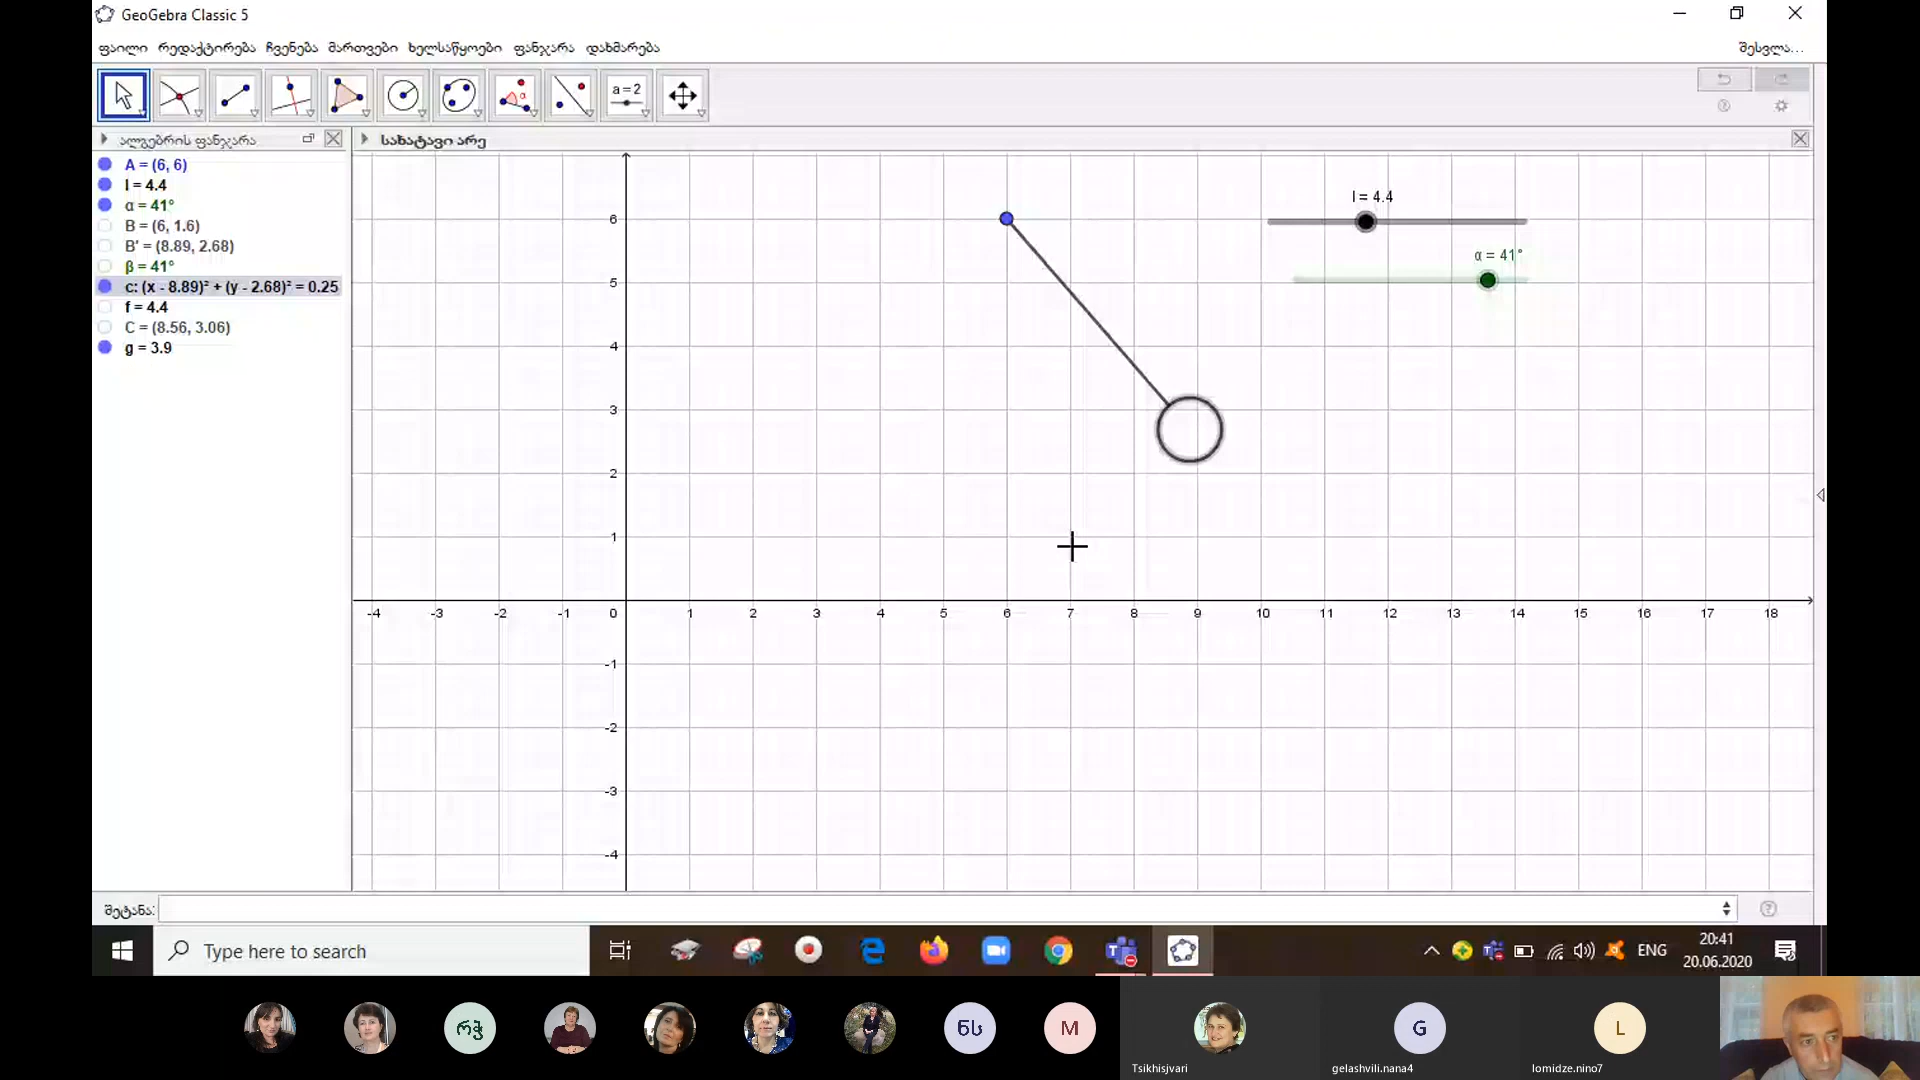 GeoGebra Classic 5
ფაილი რედაქტირება ჩვენება მართვები ხელსაწყოები ფანჯარა დახმარება
შესვლა...
a = 2
ალგებრის ფანჯარა
სახატავი არე
A = (6, 6)
l = 4.4
α = 41°
B = (6, 1.6)
B' = (8.89, 2.68)
β = 41°
c: (x - 8.89)² + (y - 2.68)² = 0.25
f = 4.4
C = (8.56, 3.06)
g = 3.9
l = 4.4
α = 41°
6
5
4
3
2
1
-4 -3 -2 -1 0 1 2 3 4 5 6 7 8 9 10 11 12 13 14 15 16 17 18
-1
-2
-3
-4
შეტანა:
Type here to search
ENG
20:41
20.06.2020
რჭ
ნს
M
G
L
Tsikhisjvari
gelashvili.nana4
lomidze.nino7